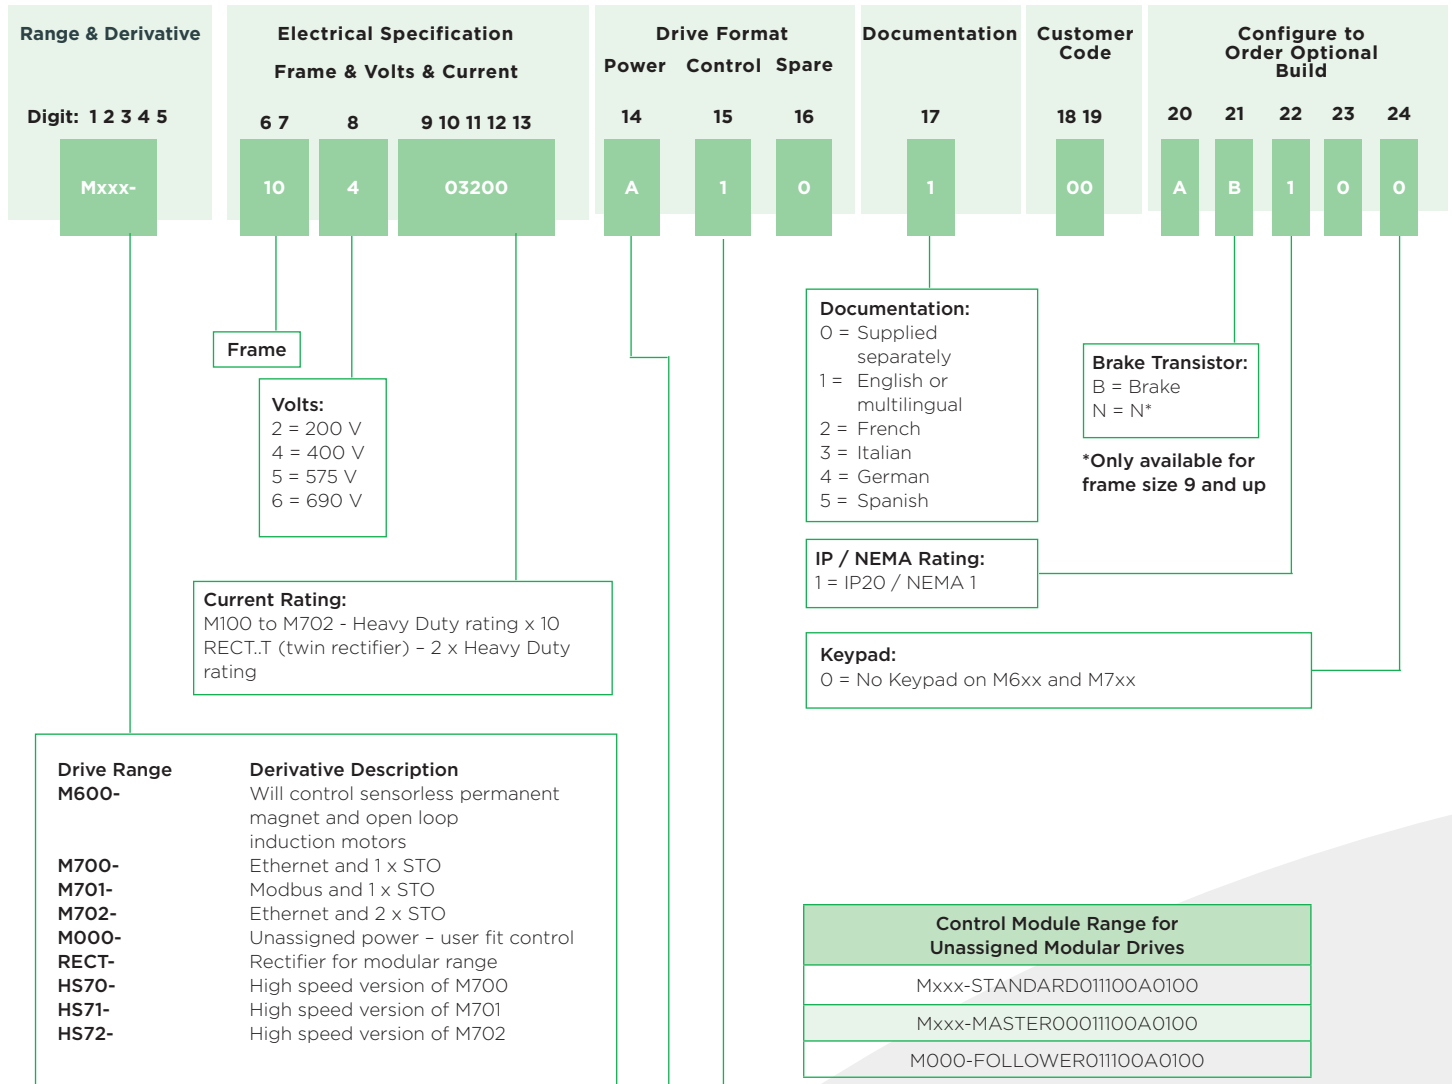 Range & Derivative
Electrical Specification
Frame & Volts & Current
Drive Format
Power Control Spare
Documentation
Customer
Code
Configure to
Order Optional
Build
Digit: 1 2 3 4 5
6 7
8
9 10 11 12 13
14
15
16
17
18 19
20
21
22
23
24
Mxxx-
10
4
03200
A
1
0
1
00
A
B
1
0
0
Frame
Volts:
2 = 200 V
4 = 400 V
5 = 575 V
6 = 690 V
Documentation:
0 = Supplied
separately
1 = English or
multilingual
2 = French
3 = Italian
4 = German
5 = Spanish
Brake Transistor:
B = Brake
N = N*
*Only available for
frame size 9 and up
IP / NEMA Rating:
1 = IP20 / NEMA 1
Current Rating:
M100 to M702 - Heavy Duty rating x 10
RECT..T (twin rectifier) – 2 x Heavy Duty
rating
Keypad:
0 = No Keypad on M6xx and M7xx
Drive Range Derivative Description
M600- Will control sensorless permanent
magnet and open loop
induction motors
M700- Ethernet and 1 x STO
M701- Modbus and 1 x STO
M702- Ethernet and 2 x STO
M000- Unassigned power – user fit control
RECT- Rectifier for modular range
HS70- High speed version of M700
HS71- High speed version of M701
HS72- High speed version of M702
Control Module Range for
Unassigned Modular Drives
Mxxx-STANDARD011100A0100
Mxxx-MASTER00011100A0100
M000-FOLLOWER011100A0100